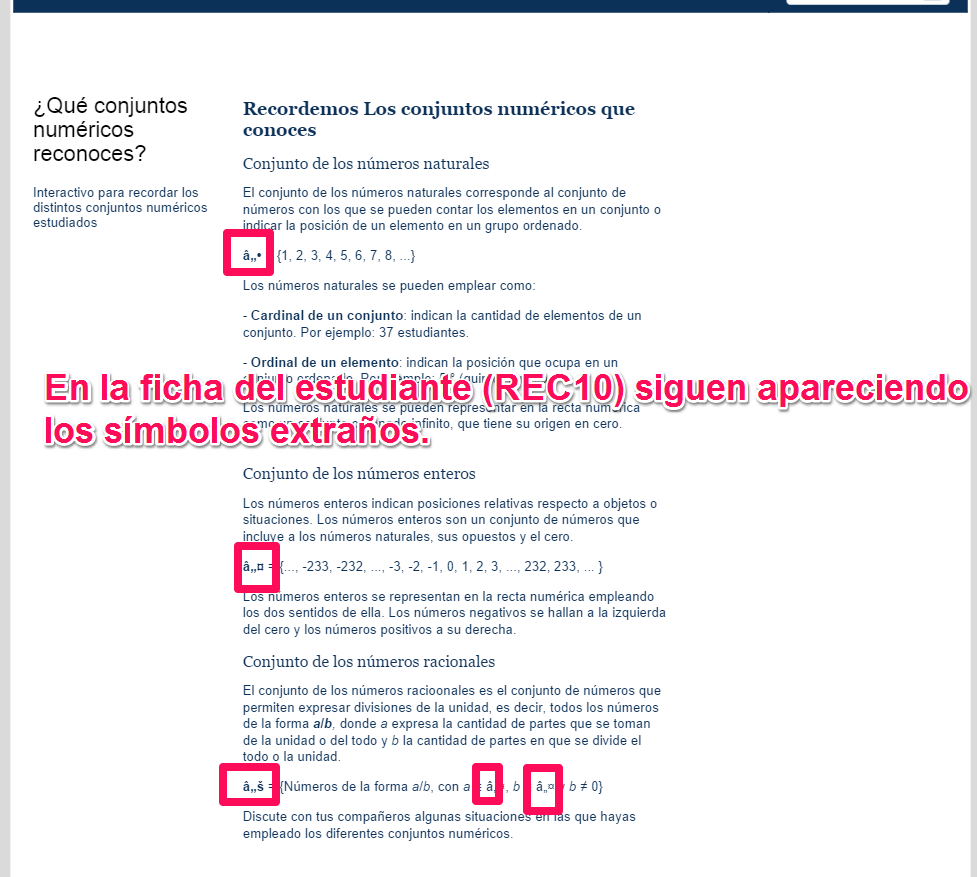 ¿Qué conjuntos
numéricos
reconoces?
Interactivo para recordar los
distintos conjuntos numéricos
estudiados
Recordemos Los conjuntos numéricos que
conoces
Conjunto de los números naturales
El conjunto de los números naturales corresponde al conjunto de
números con los que se pueden contar los elementos en un conjunto o
indicar la posición de un elemento en un grupo ordenado.
â„• {1, 2, 3, 4, 5, 6, 7, 8, ...}
Los números naturales se pueden emplear como:
- Cardinal de un conjunto: indican la cantidad de elementos de un
conjunto. Por ejemplo: 37 estudiantes.
- Ordinal de un elemento: indican la posición que ocupa en un
En la ficha del estudiante (REC10) siguen apareciendo
los símbolos extraños.
Los números naturales se pueden representar en la recta numérica
infinito, que tiene su origen en cero.
Conjunto de los números enteros
Los números enteros indican posiciones relativas respecto a objetos o
situaciones. Los números enteros son un conjunto de números que
incluye a los números naturales, sus opuestos y el cero.
â„¤ = {..., -233, -232, ..., -3, -2, -1, 0, 1, 2, 3, ..., 232, 233, ... }
Los números enteros se representan en la recta numérica empleando
los dos sentidos de ella. Los números negativos se hallan a la izquierda
del cero y los números positivos a su derecha.
Conjunto de los números racionales
El conjunto de los números racioonales es el conjunto de números que
permiten expresar divisiones de la unidad, es decir, todos los números
de la forma a/b, donde a expresa la cantidad de partes que se toman
de la unidad o del todo y b la cantidad de partes en que se divide el
todo o la unidad.
â„š = {Números de la forma a/b, con a â„ , b â„¤ y b ≠ 0}
Discute con tus compañeros algunas situaciones en las que hayas
empleado los diferentes conjuntos numéricos.